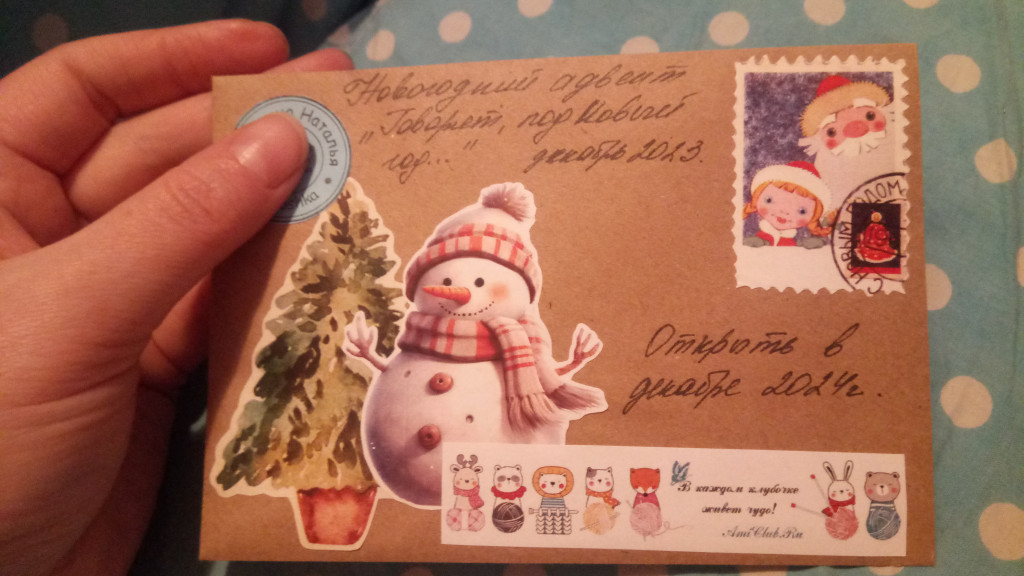 Новогодний адвент
„Говорят, под Новый
год..." декабрь 2023.
Наталья
Открыть в
декабре 2024г.
В каждом клубочке
живет чудо!
AmiClub.Ru